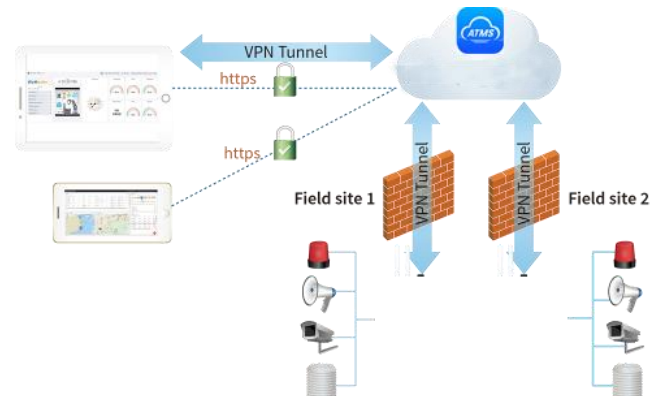 ATMS
VPN Tunnel
https
https
VPN Tunnel
VPN Tunnel
Field site 1
Field site 2